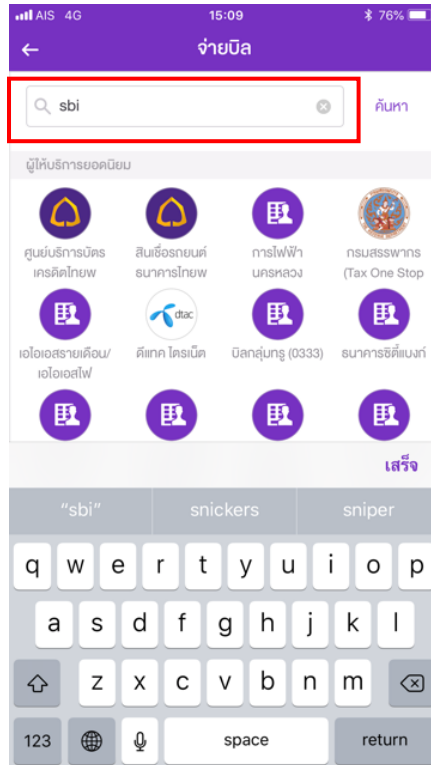 AIS 4G 15:09 76%
จ่ายบิล
sbi ค้นหา
ผู้ให้บริการยอดนิยม
ศูนย์บริการบัตร
เครดิตไทยพ
สินเชื่อรถยนต์
ธนาคารไทยพ
การไฟฟ้า
นครหลวง
กรมสรรพากร
(Tax One Stop
เอไอเอสรายเดือน/
เอไอเอสไฟ
dtac
ดีแทค ไตรเน็ต
บิลกลุ่มทรู (0333)
ธนาคารซิตี้แบงก์
เสร็จ
“sbi” snickers sniper
q w e r t y u i o p
a s d f g h j k l
z x c v b n m
123 space return